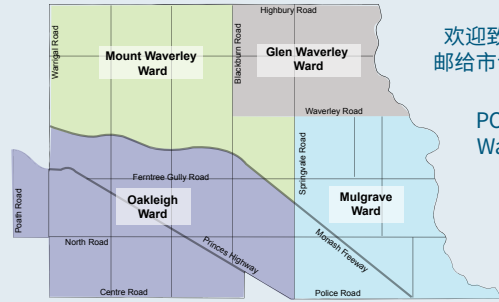 Highbury Road
Warrigal Road
Mount Waverley
Ward
Blackburn Road
Glen Waverley
Ward
欢迎致
邮给市
Waverley Road
PO
Wa
Springvale Road
Ferntree Gully Road
Oakleigh
Ward
Mulgrave
Ward
Poath Road
North Road
Princes Highway
Monash Freeway
Centre Road
Police Road